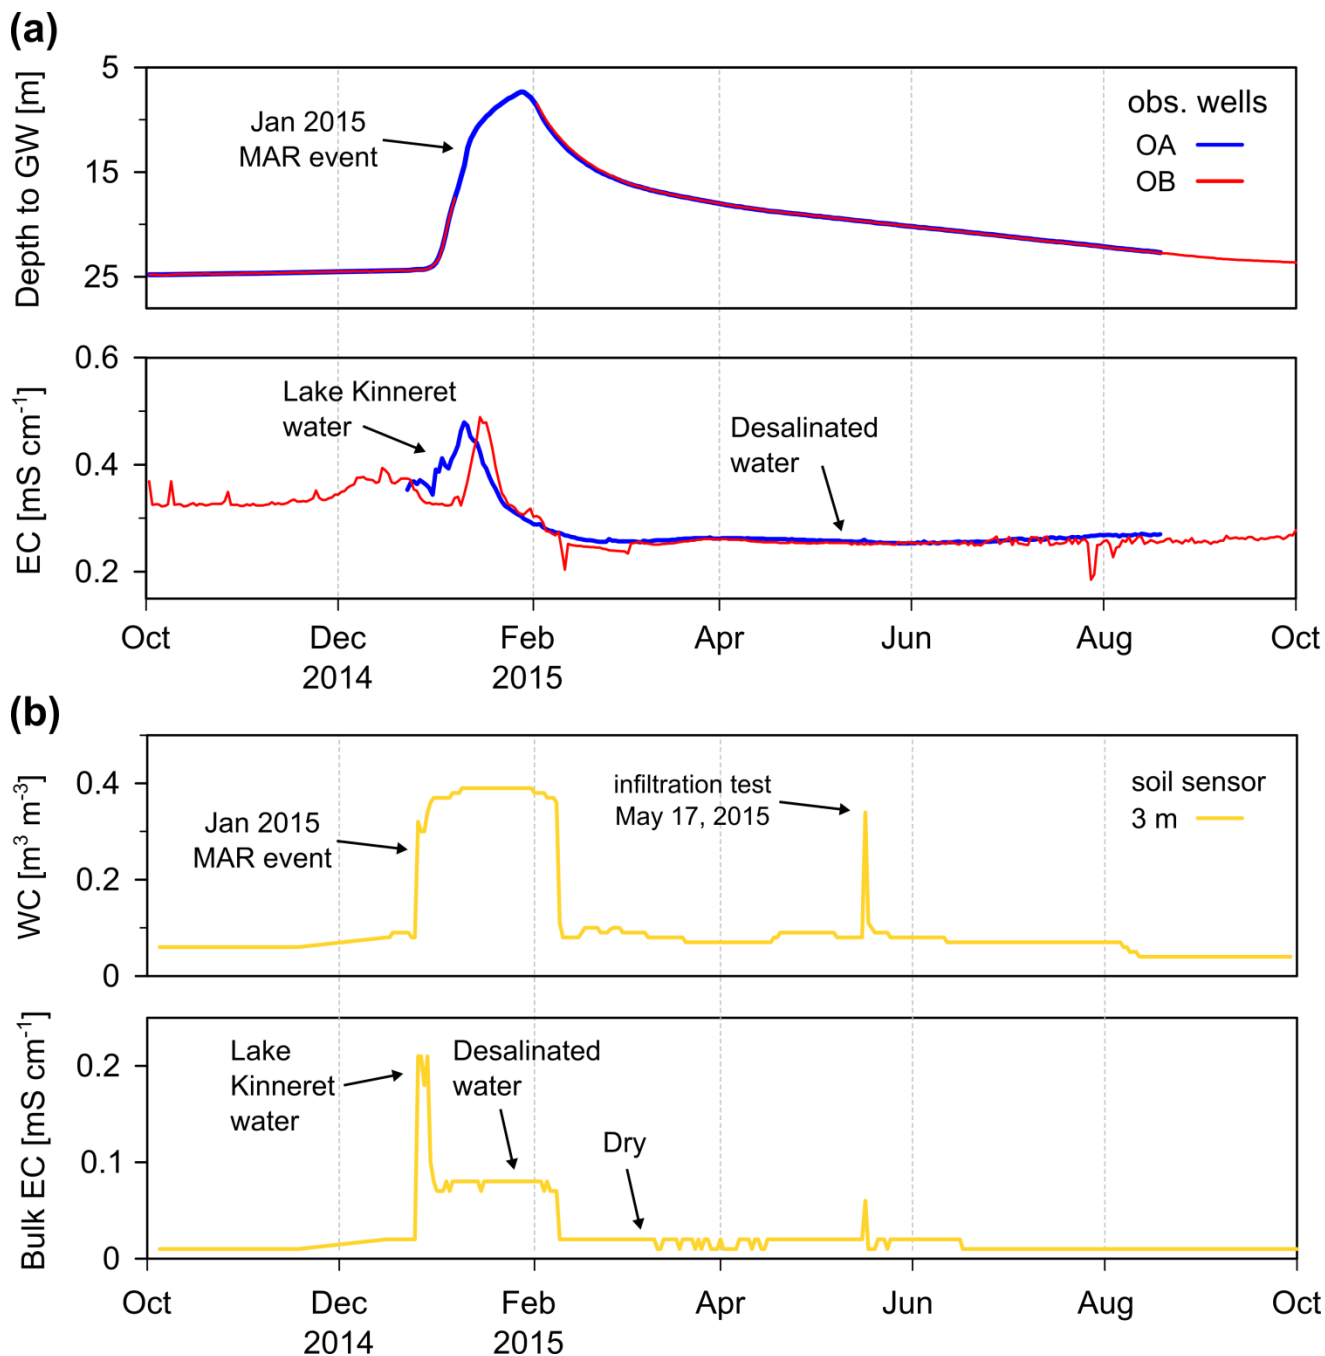 (a)
Depth to GW [m]
5
15
25
Jan 2015
MAR event
obs. wells
OA
OB
EC [mS cm⁻¹]
0.6
0.4
0.2
Lake Kinneret
water
Desalinated
water
Oct Dec Feb Apr Jun Aug Oct
2014 2015
(b)
WC [m³ m⁻³]
0.4
0.2
0
Jan 2015
MAR event
infiltration test
May 17, 2015
soil sensor
3 m
Bulk EC [mS cm⁻¹]
0.2
0.1
0
Lake
Kinneret
water
Desalinated
water
Dry
Oct Dec Feb Apr Jun Aug Oct
2014 2015